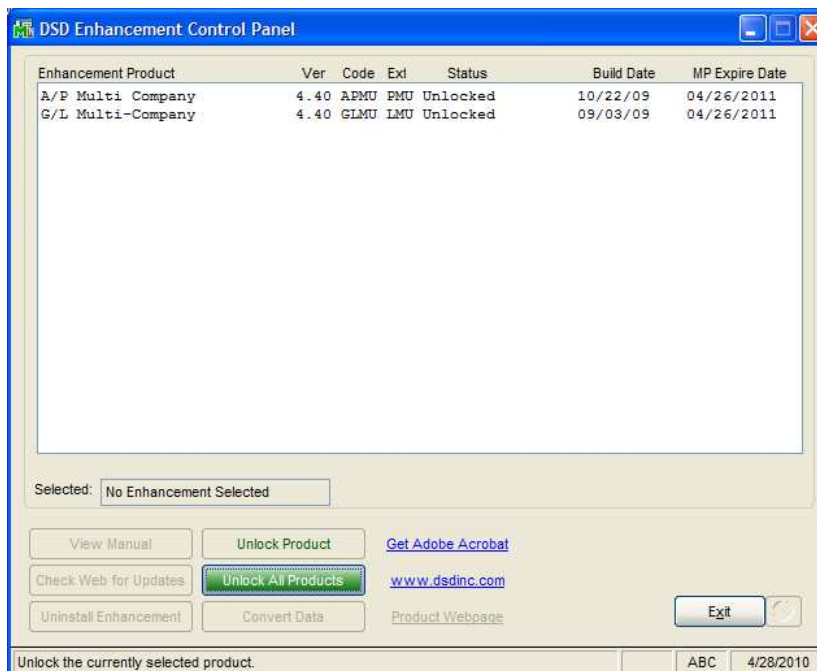 DSD Enhancement Control Panel
Enhancement Product Ver Code Ext Status Build Date MP Expire Date
A/P Multi Company 4.40 APMU PMU Unlocked 10/22/09 04/26/2011
G/L Multi-Company 4.40 GLMU LMU Unlocked 09/03/09 04/26/2011
Selected: No Enhancement Selected
View Manual Unlock Product Get Adobe Acrobat
Check Web for Updates Unlock All Products www.dsdinc.com
Uninstall Enhancement Convert Data Product Webpage Exit
Unlock the currently selected product. ABC 4/28/2010